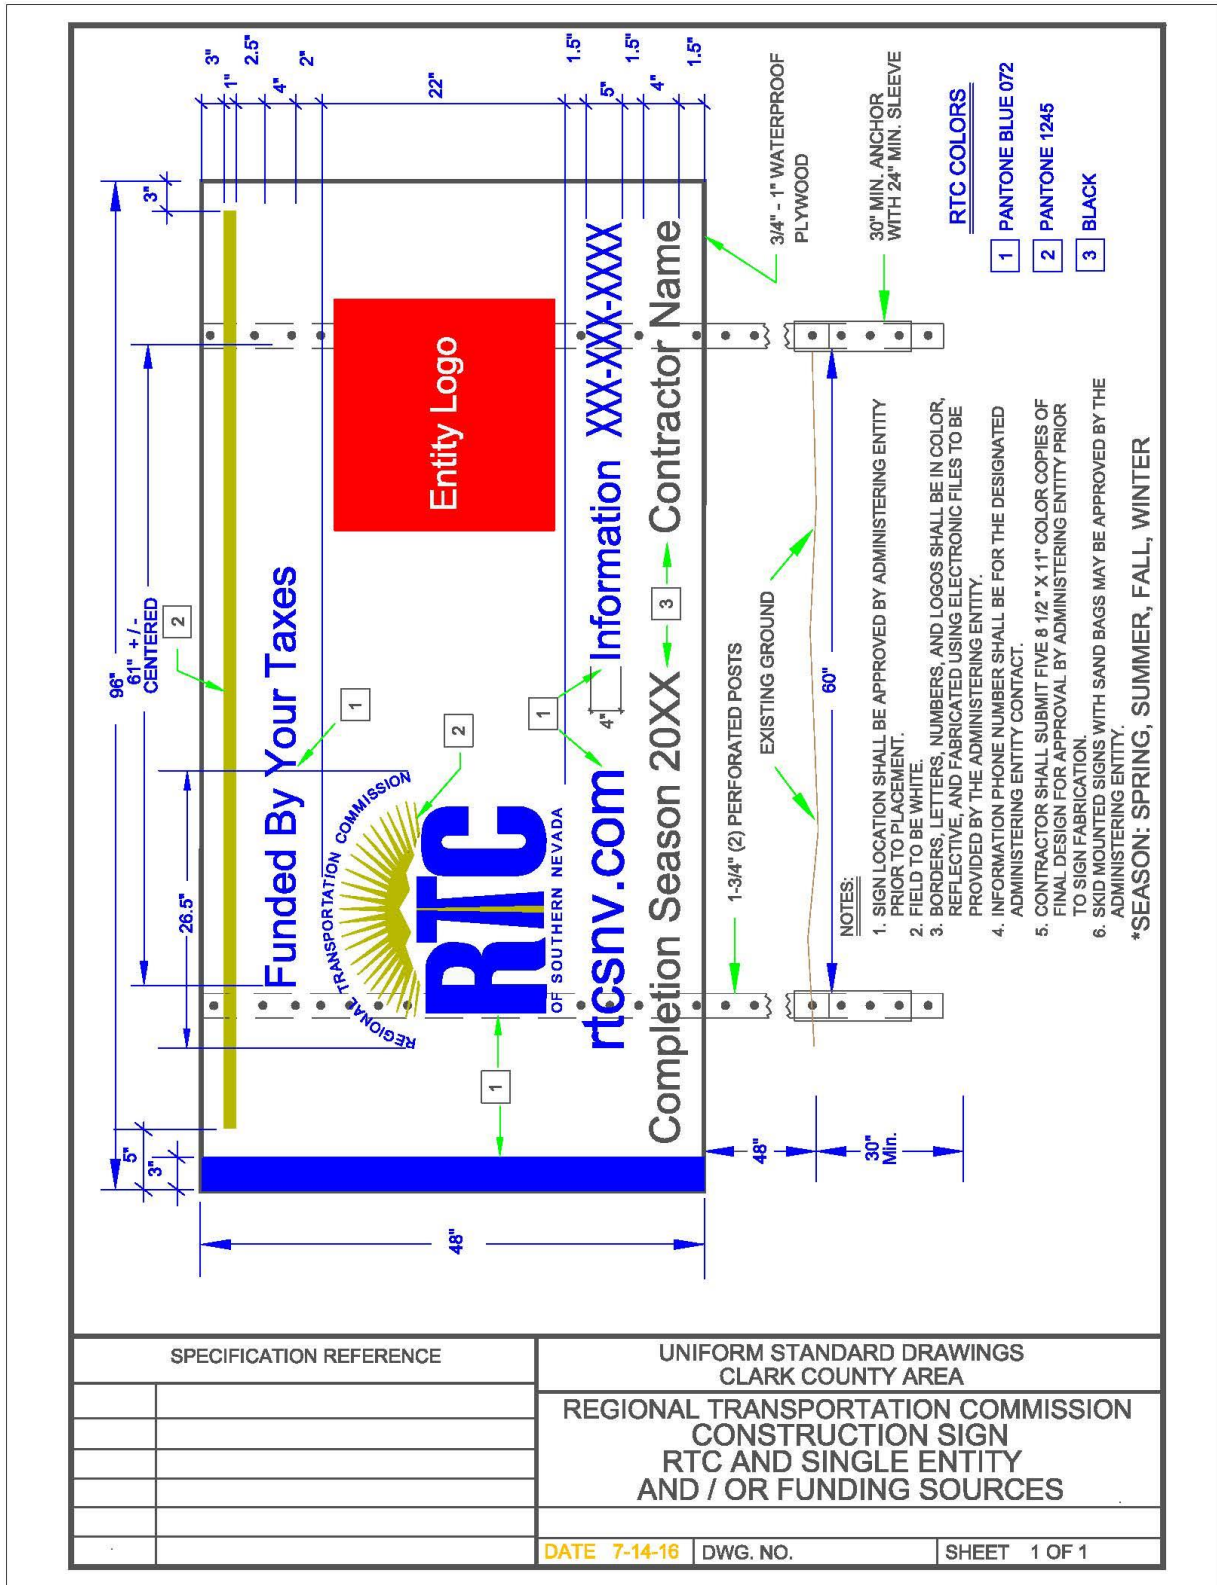 96"
61" +/-
CENTERED
3"
5"
3"
26.5"
3"
1"
2.5"
4"
2"
22"
1.5"
5"
1.5"
4"
1.5"
2
Funded By Your Taxes
1
REGIONAL TRANSPORTATION COMMISSION
2
RTC
OF SOUTHERN NEVADA
Entity Logo
1
1
rtcsnv.com
4"
Information XXX-XXX-XXXX
Completion Season 20XX
3
Contractor Name
48"
3/4" - 1" WATERPROOF
PLYWOOD
1-3/4" (2) PERFORATED POSTS
EXISTING GROUND
30" MIN. ANCHOR
WITH 24" MIN. SLEEVE
48"
30"
Min.
60"
RTC COLORS
1 PANTONE BLUE 072
2 PANTONE 1245
3 BLACK
NOTES:
1. SIGN LOCATION SHALL BE APPROVED BY ADMINISTERING ENTITY
PRIOR TO PLACEMENT.
2. FIELD TO BE WHITE.
3. BORDERS, LETTERS, NUMBERS, AND LOGOS SHALL BE IN COLOR,
REFLECTIVE, AND FABRICATED USING ELECTRONIC FILES TO BE
PROVIDED BY THE ADMINISTERING ENTITY.
4. INFORMATION PHONE NUMBER SHALL BE FOR THE DESIGNATED
ADMINISTERING ENTITY CONTACT.
5. CONTRACTOR SHALL SUBMIT FIVE 8 1/2 " X 11" COLOR COPIES OF
FINAL DESIGN FOR APPROVAL BY ADMINISTERING ENTITY PRIOR
TO SIGN FABRICATION.
6. SKID MOUNTED SIGNS WITH SAND BAGS MAY BE APPROVED BY THE
ADMINISTERING ENTITY.
*SEASON: SPRING, SUMMER, FALL, WINTER
SPECIFICATION REFERENCE
UNIFORM STANDARD DRAWINGS
CLARK COUNTY AREA
REGIONAL TRANSPORTATION COMMISSION
CONSTRUCTION SIGN
RTC AND SINGLE ENTITY
AND / OR FUNDING SOURCES
DATE 7-14-16
DWG. NO.
SHEET 1 OF 1